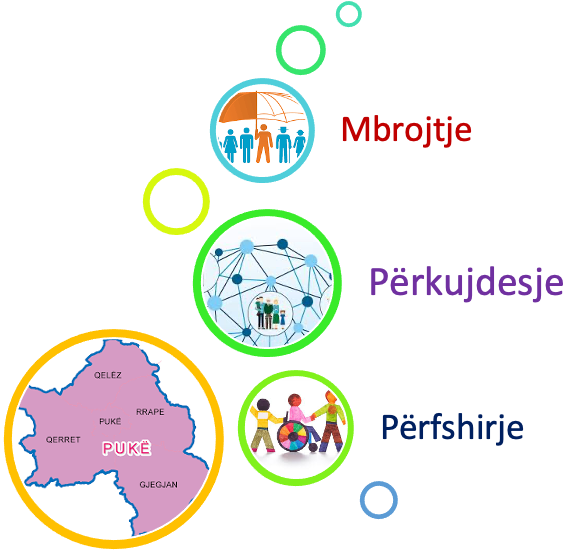 Mbrojtje
Përkujdesje
Përfshirje
QELËZ
RRAPE
PUKË
QERRET
PUKË
GJEGJAN